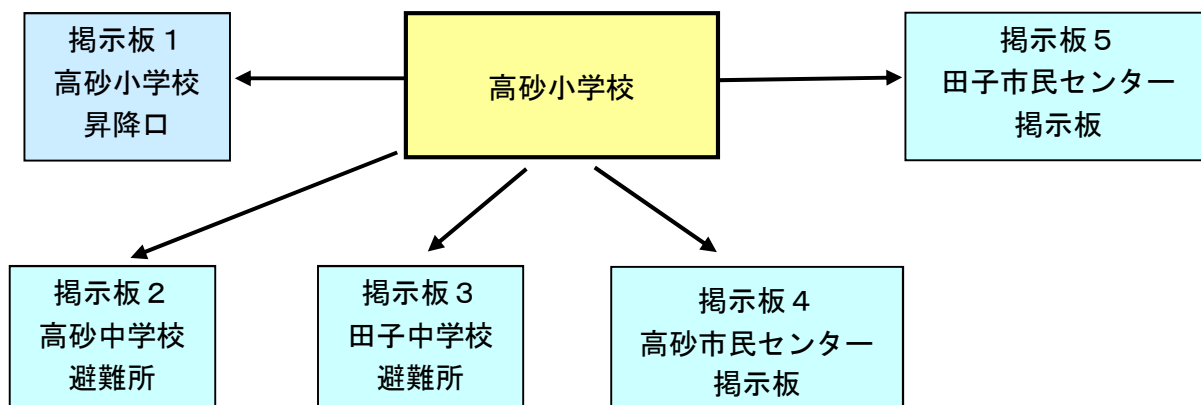 掲示板１
高砂小学校
昇降口
高砂小学校
掲示板５
田子市民センター
掲示板
掲示板２
高砂中学校
避難所
掲示板３
田子中学校
避難所
掲示板４
高砂市民センター
掲示板